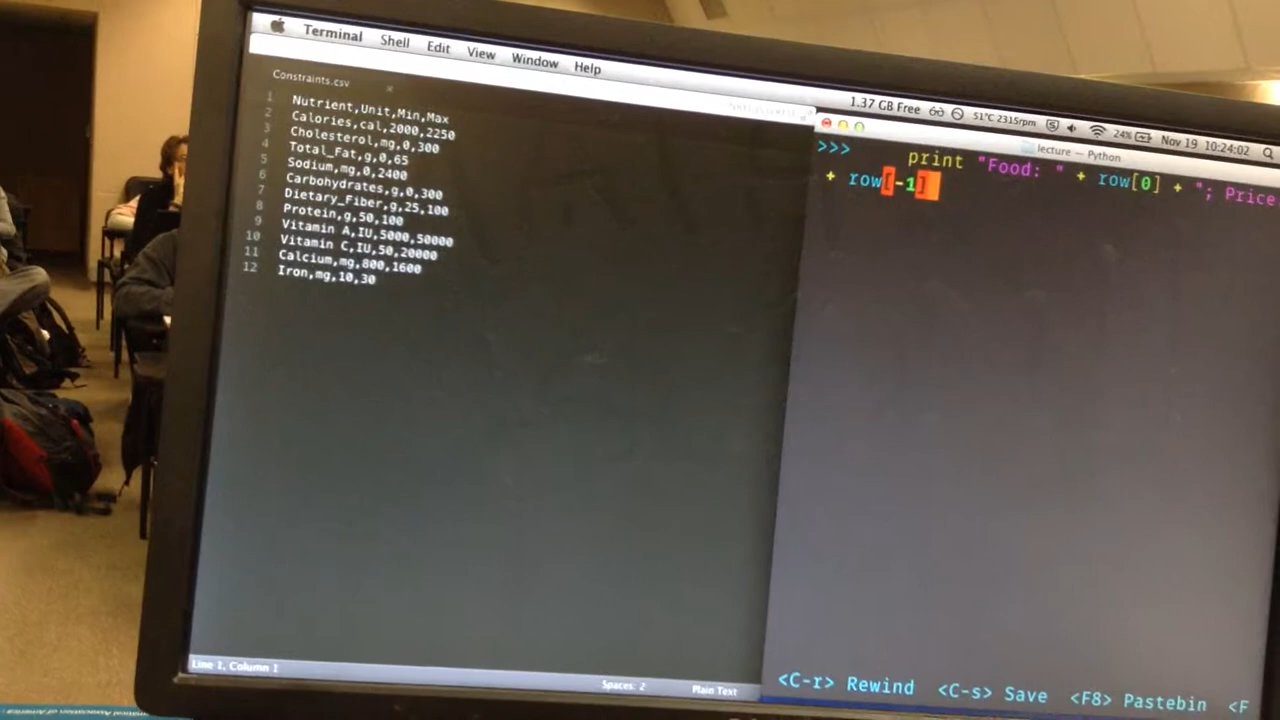 Terminal Shell Edit View Window Help
1.37 GB Free 51°C 2315rpm 24% Nov 19 10:24:02
Constraints.csv
1 Nutrient,Unit,Min,Max
2 Calories,cal,2000,2250
3 Cholesterol,mg,0,300
4 Total_Fat,g,0,65
5 Sodium,mg,0,2400
6 Carbohydrates,g,0,300
7 Dietary_Fiber,g,25,100
8 Protein,g,50,100
9 Vitamin A,IU,5000,50000
10 Vitamin C,IU,50,20000
11 Calcium,mg,800,1600
12 Iron,mg,10,30
Line 1, Column 1
Spaces: 2
Plain Text
lecture — Python
>>> print "Food: " + row[0] + "; Price
+ row[-1]
<C-r> Rewind <C-s> Save <F8> Pastebin <F